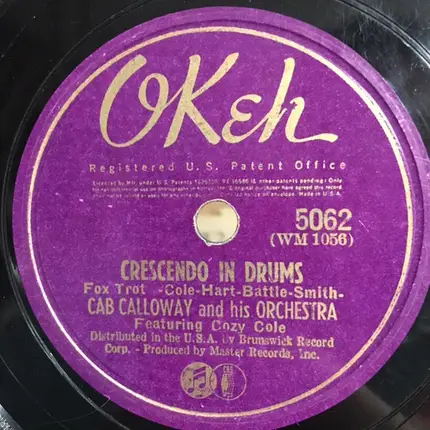 OKeh
Registered U.S. Patent Office
5062
(WM 1056)
CRESCENDO IN DRUMS
Fox Trot -Cole-Hart-Battle-Smith-
CAB CALLOWAY and his ORCHESTRA
Featuring Cozy Cole
Distributed in the U.S.A. by Brunswick Record
Corp. - Produced by Master Records, Inc.
CBS